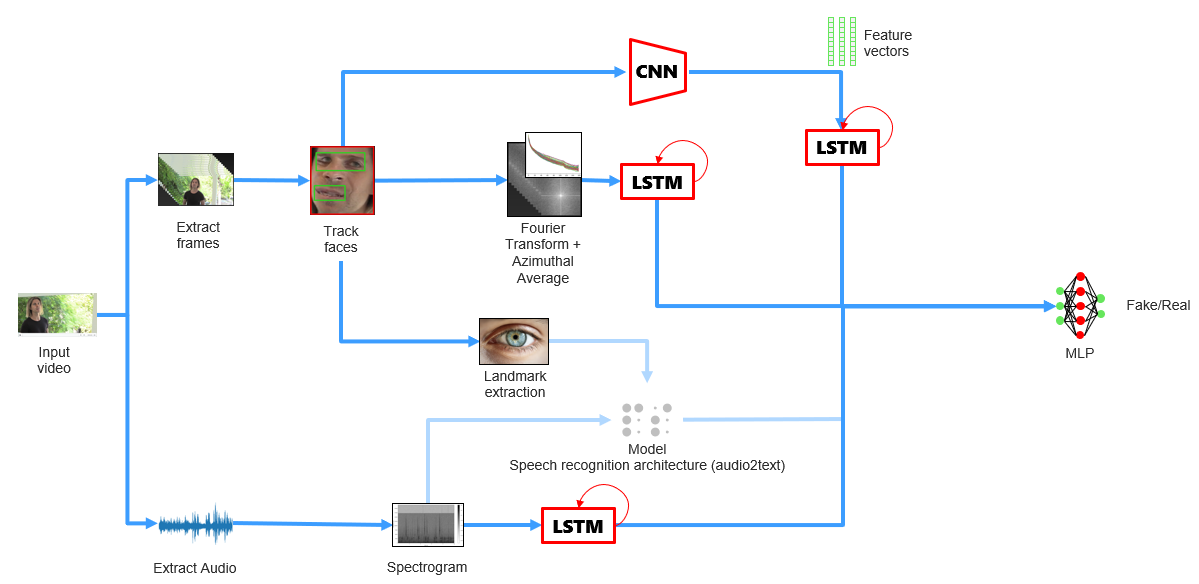 Feature
vectors
CNN
LSTM
LSTM
Extract
frames
Track
faces
Fourier
Transform +
Azimuthal
Average
Input
video
Landmark
extraction
Fake/Real
MLP
Model
Speech recognition architecture (audio2text)
LSTM
Extract Audio
Spectrogram